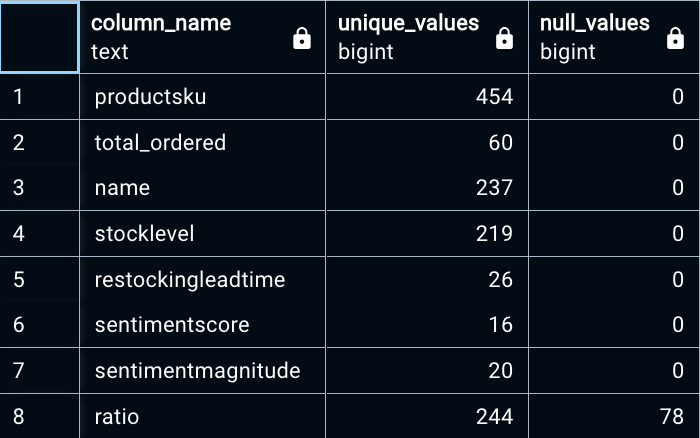 column_name unique_values null_values
text bigint bigint
1 productsku 454 0
2 total_ordered 60 0
3 name 237 0
4 stocklevel 219 0
5 restockingleadtime 26 0
6 sentimentscore 16 0
7 sentimentmagnitude 20 0
8 ratio 244 78